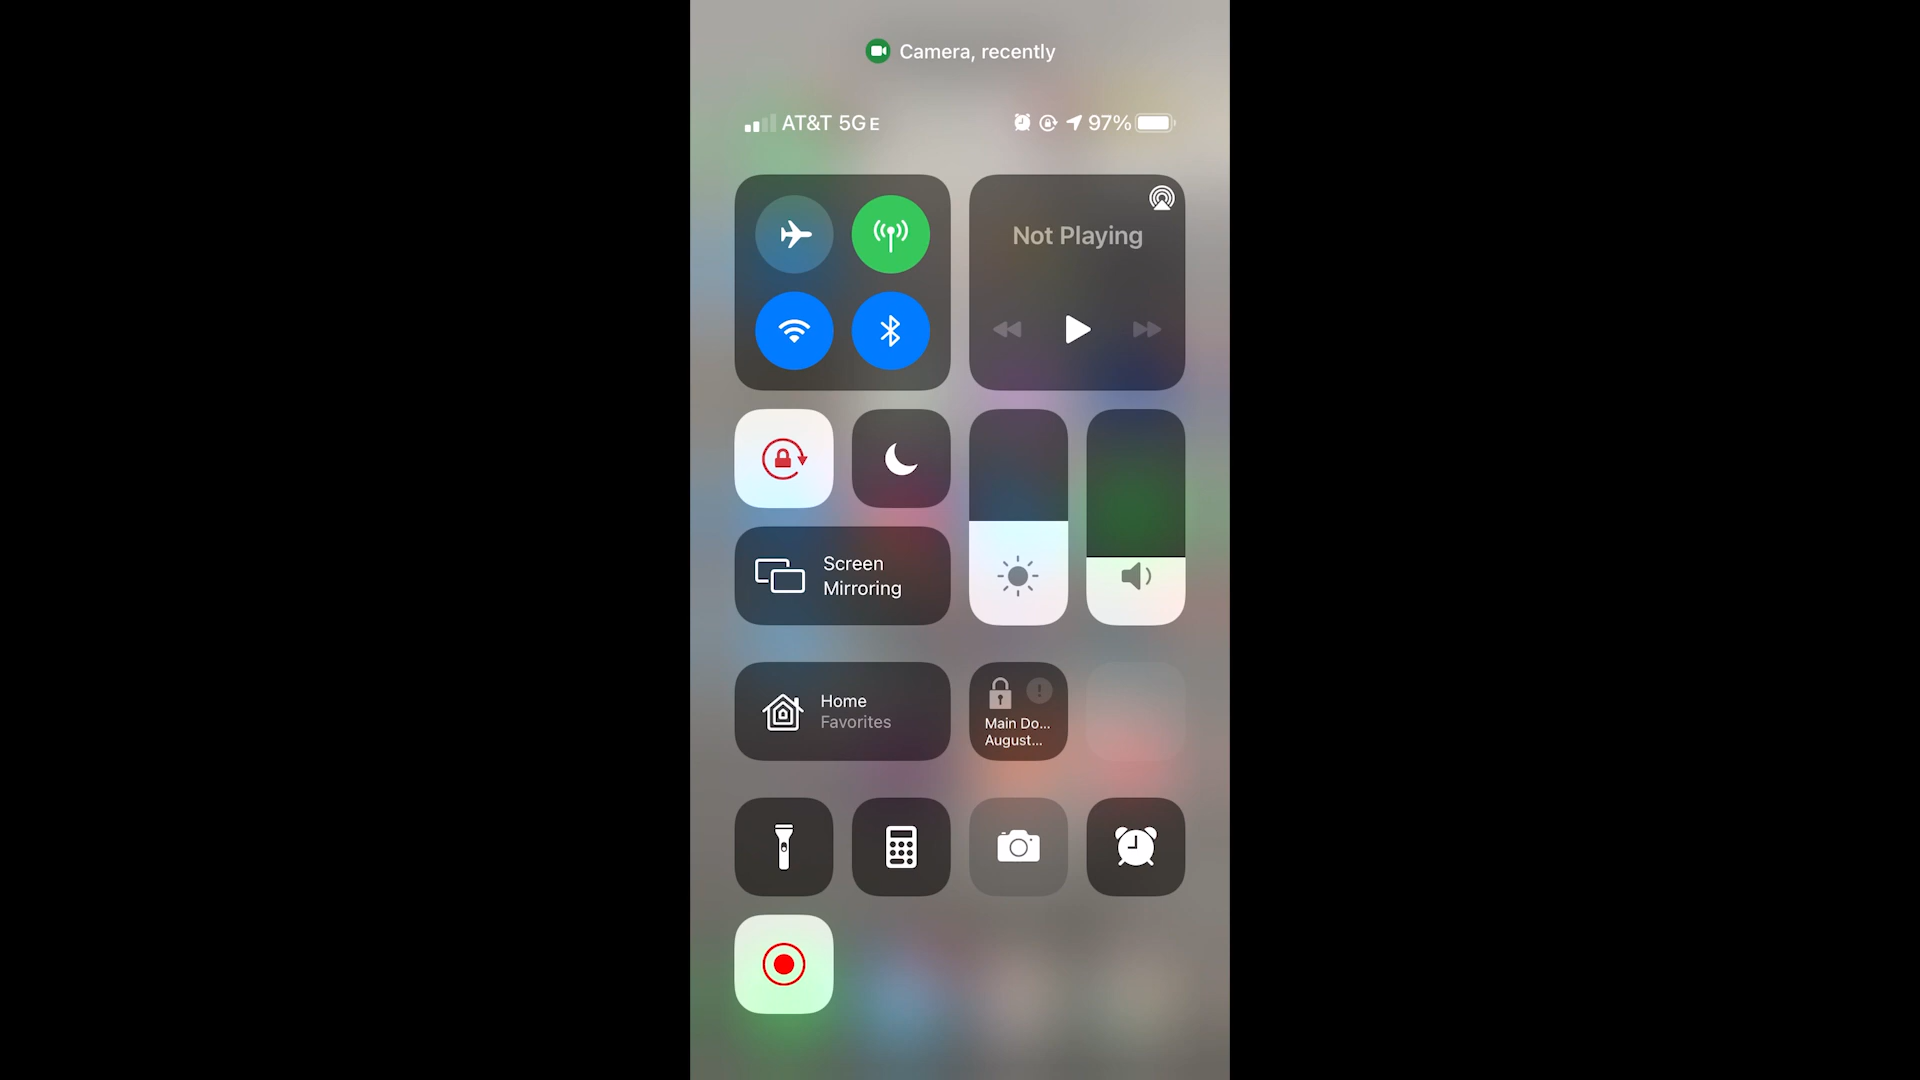 Camera, recently
AT&T 5GE
97%
Not Playing
Screen
Mirroring
Home
Favorites
Main Do...
August...